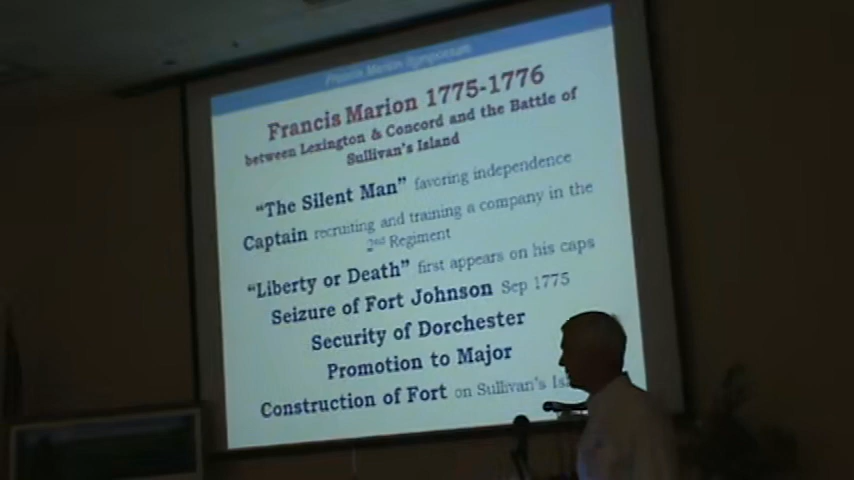 Francis Marion Symposium
Francis Marion 1775-1776
between Lexington & Concord and the Battle of
Sullivan's Island
"The Silent Man" favoring independence
Captain recruiting and training a company in the
2nd Regiment
"Liberty or Death" first appears on his caps
Seizure of Fort Johnson Sep 1775
Security of Dorchester
Promotion to Major
Construction of Fort on Sullivan's